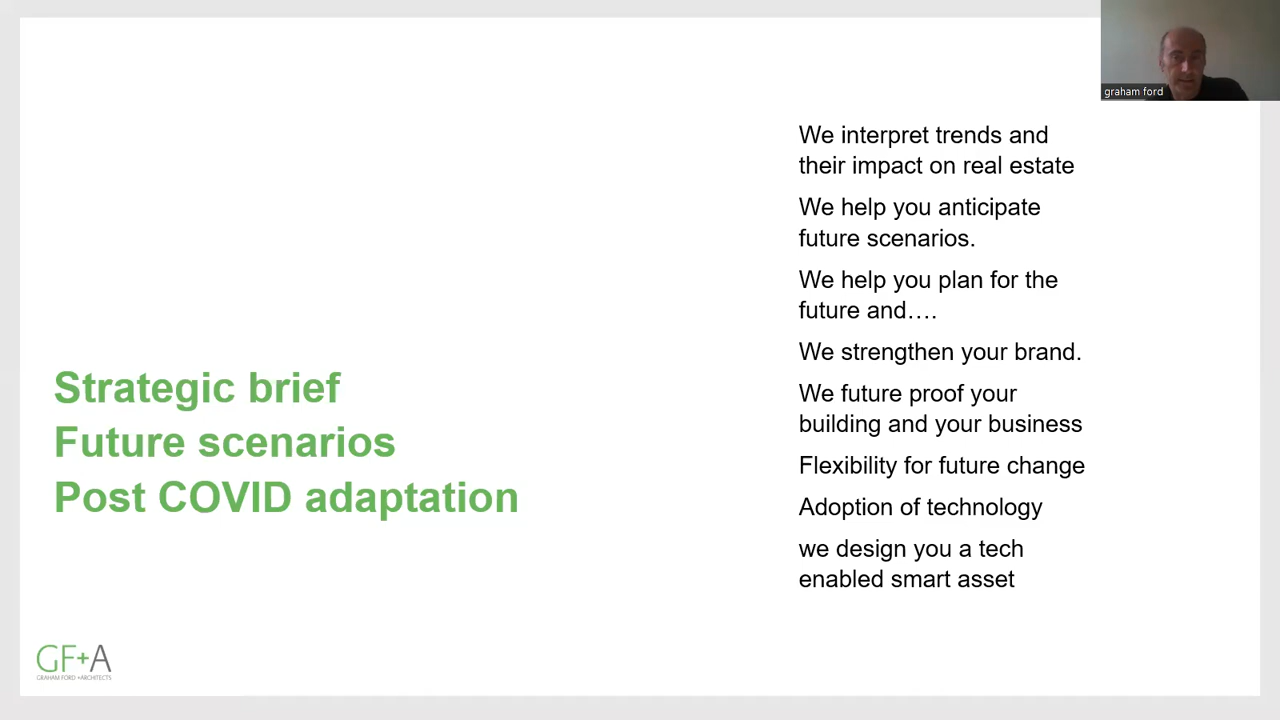 graham ford
We interpret trends and
their impact on real estate
We help you anticipate
future scenarios.
We help you plan for the
future and….
We strengthen your brand.
We future proof your
building and your business
Flexibility for future change
Adoption of technology
we design you a tech
enabled smart asset
Strategic brief
Future scenarios
Post COVID adaptation
GF+A
GRAHAM FORD +ARCHITECTS